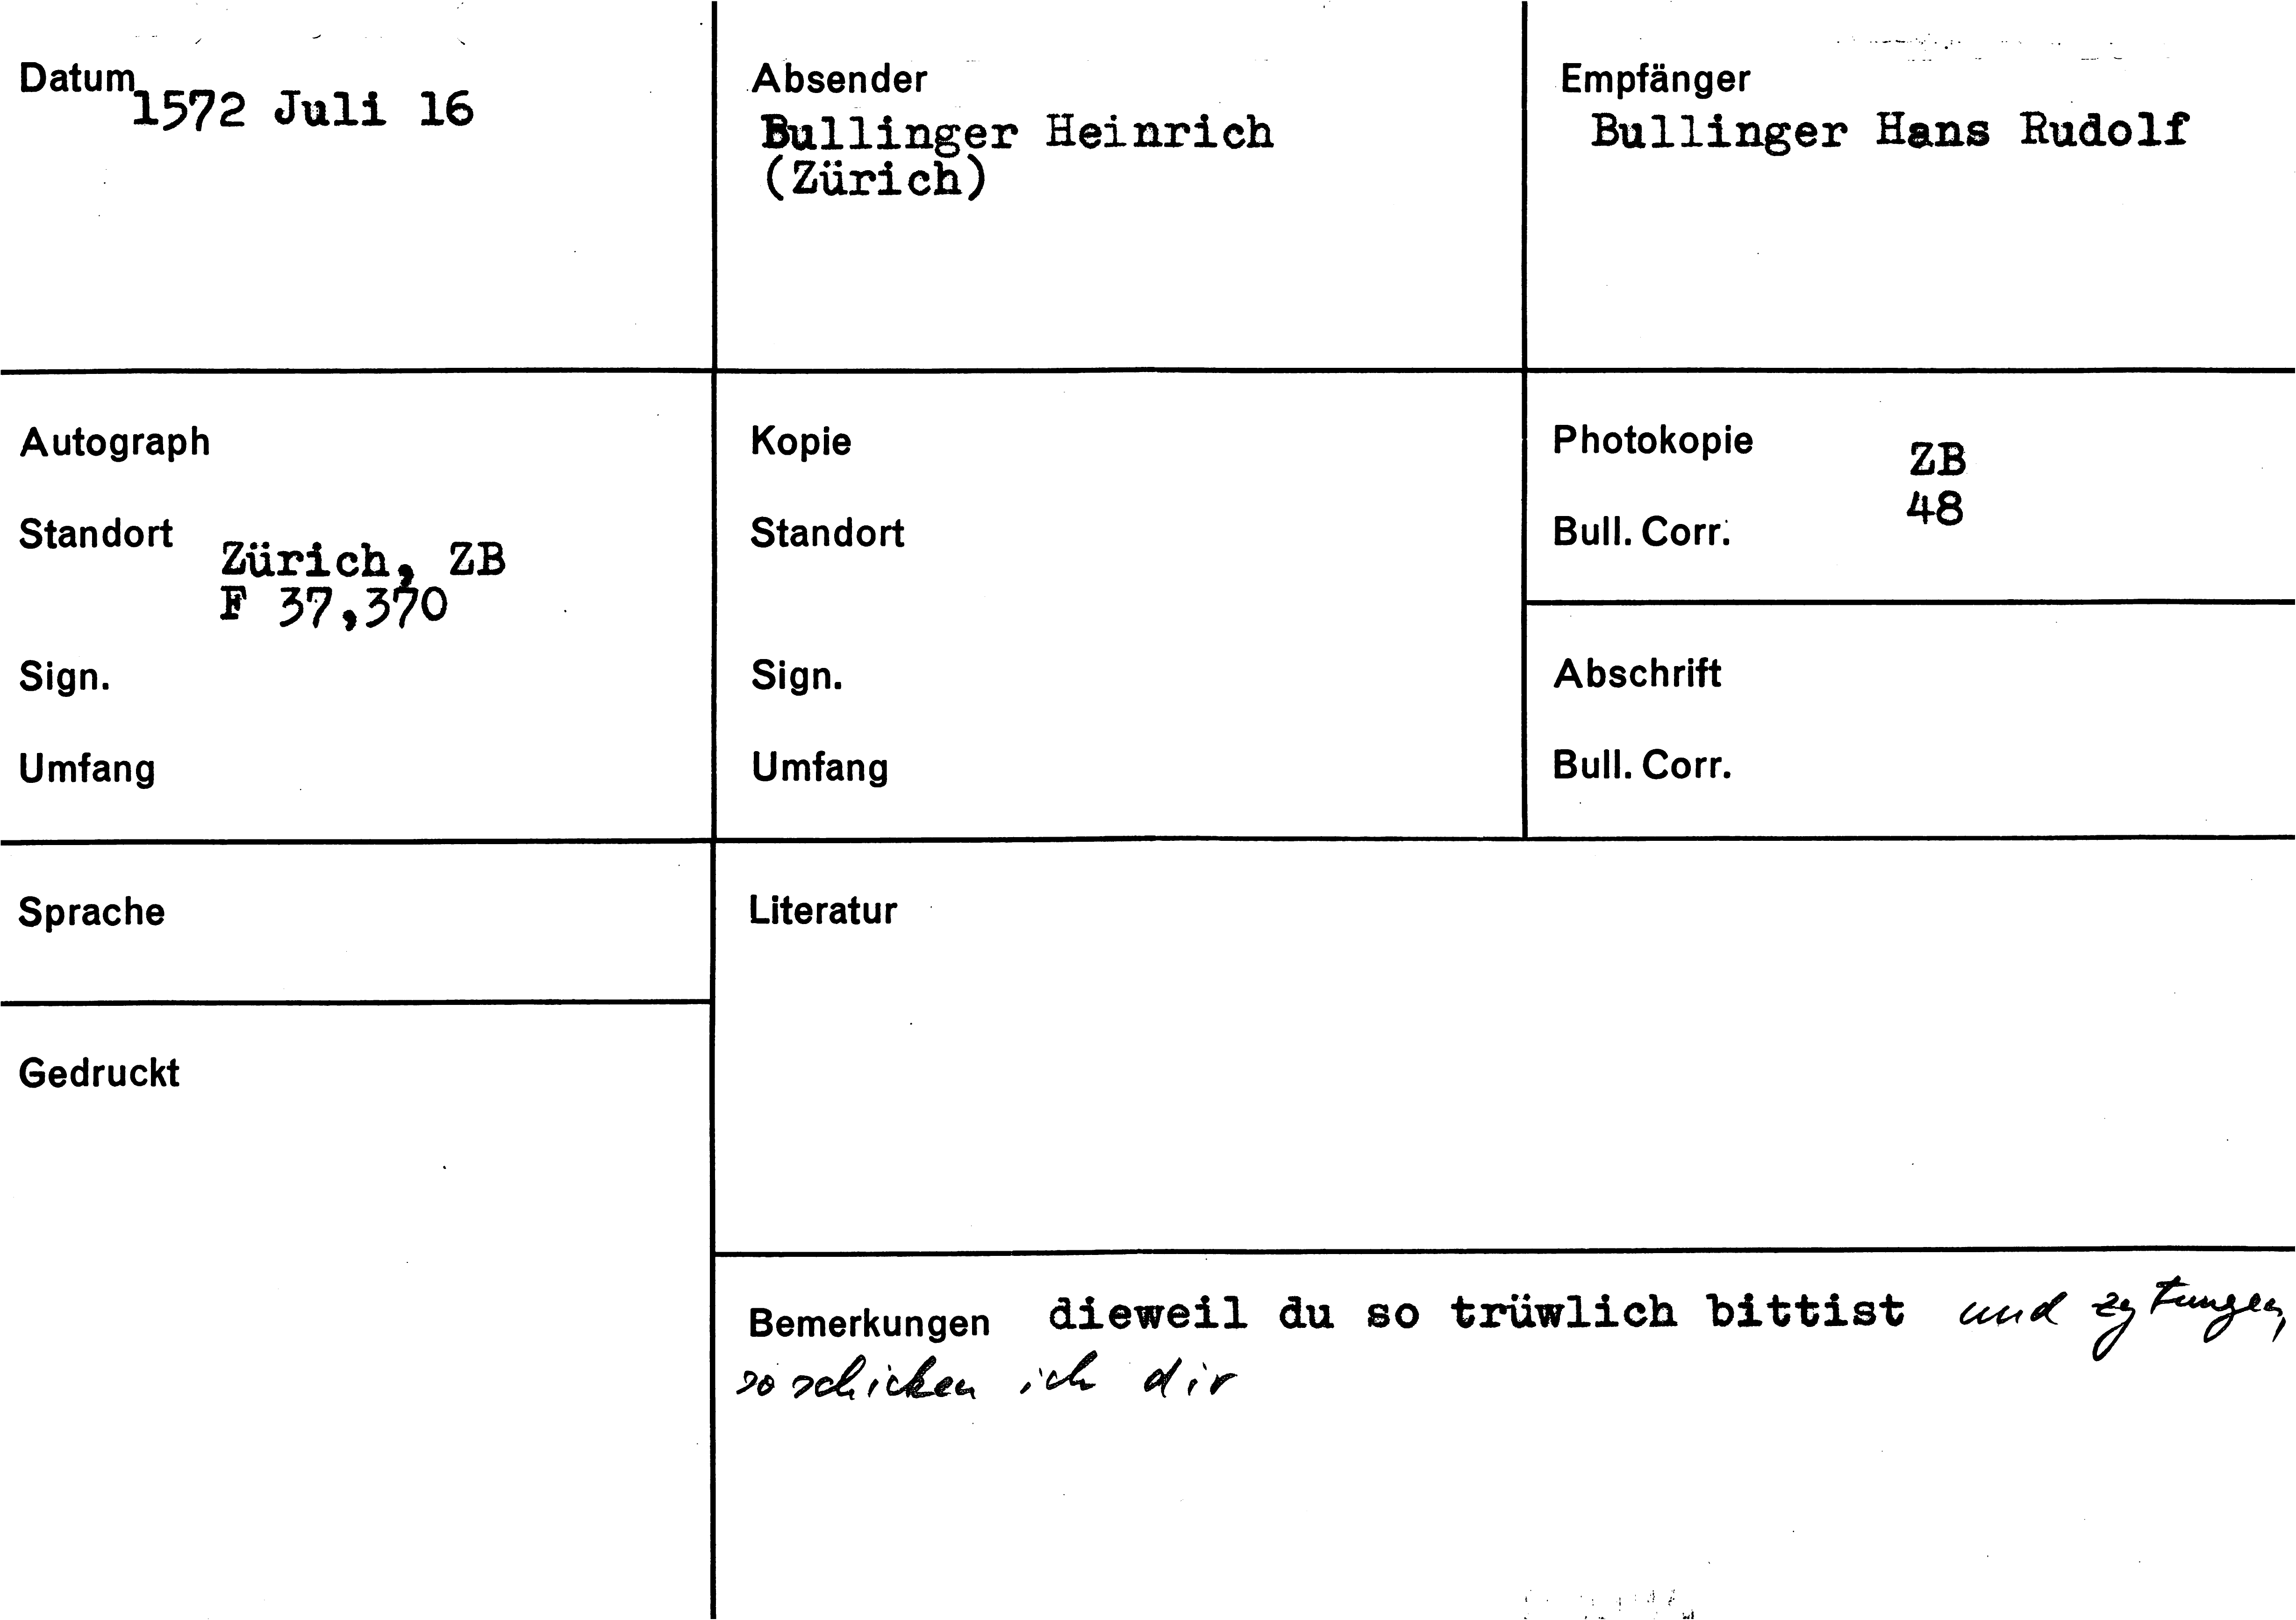 Datum 1572 Juli 16
Absender
Bullinger Heinrich
(Zürich)
Empfänger
Bullinger Hans Rudolf
Autograph
Standort Zürich, ZB
F 37,370
Sign.
Umfang
Kopie
Standort
Sign.
Umfang
Photokopie ZB
Bull. Corr. 48
Abschrift
Bull. Corr.
Sprache
Gedruckt
Literatur
Bemerkungen dieweil du so trüwlich bittist und zytungen,
so schicken ich dir